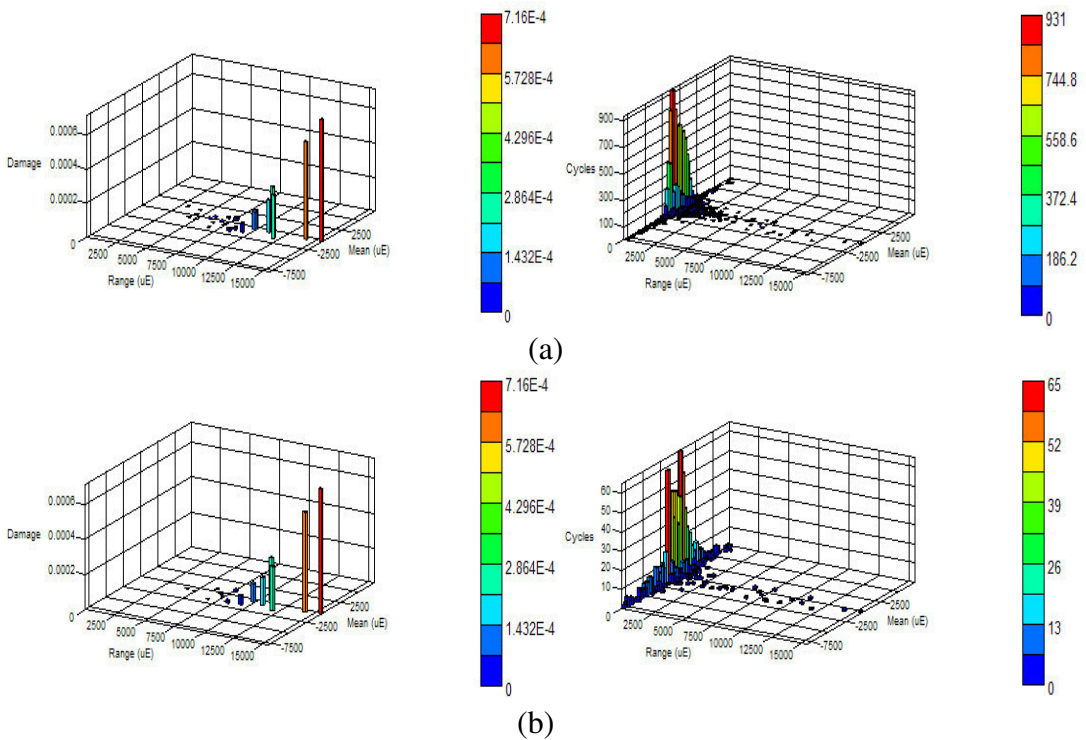 7.16E-4
5.728E-4
4.296E-4
2.864E-4
1.432E-4
0
0.0006
0.0004
0.0002
0
Damage
2500
5000
7500
10000
12500
15000
Range (uE)
-7500
-2500
2500
Mean (uE)
931
744.8
558.6
372.4
186.2
0
900
700
500
300
100
0
Cycles
2500
5000
7500
10000
12500
15000
Range (uE)
-7500
-2500
2500
Mean (uE)
(a)
7.16E-4
5.728E-4
4.296E-4
2.864E-4
1.432E-4
0
0.0006
0.0004
0.0002
0
Damage
2500
5000
7500
10000
12500
15000
Range (uE)
-7500
-2500
2500
Mean (uE)
65
52
39
26
13
0
60
50
40
30
20
10
0
Cycles
2500
5000
7500
10000
12500
15000
Range (uE)
-7500
-2500
2500
Mean (uE)
(b)